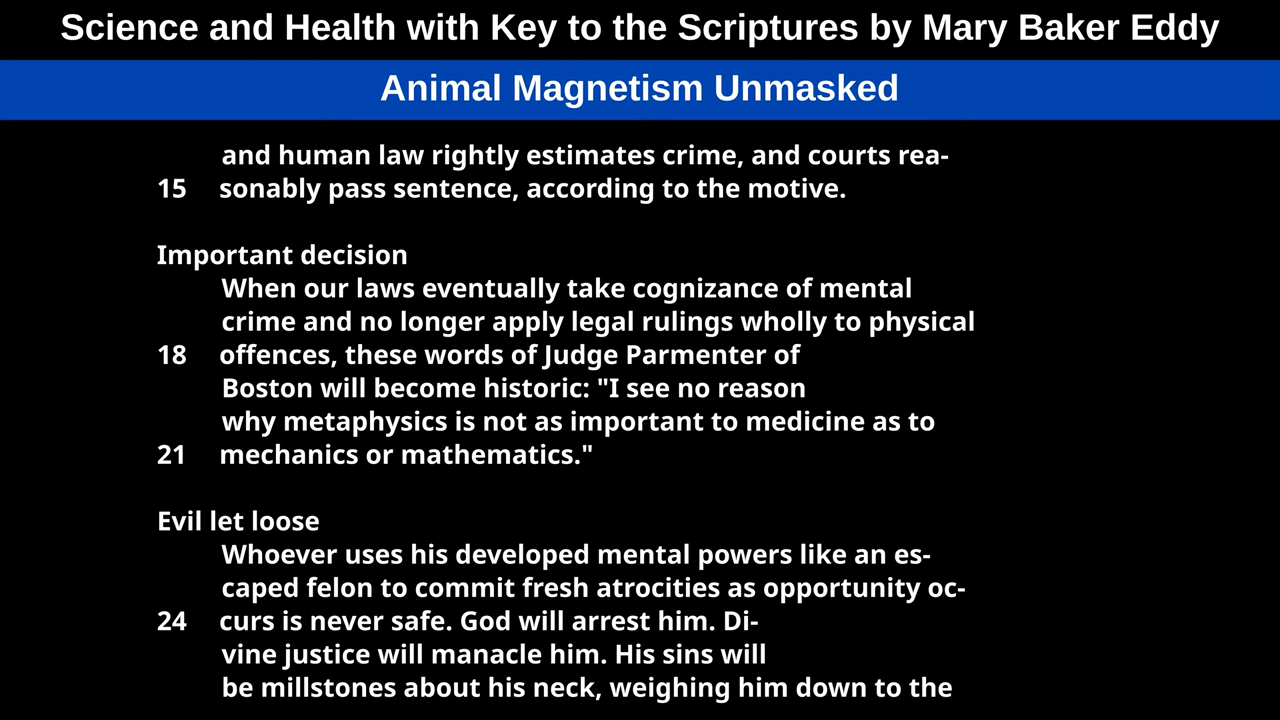 Science and Health with Key to the Scriptures by Mary Baker Eddy
Animal Magnetism Unmasked
and human law rightly estimates crime, and courts rea-
15 sonably pass sentence, according to the motive.
Important decision
When our laws eventually take cognizance of mental
crime and no longer apply legal rulings wholly to physical
18 offences, these words of Judge Parmenter of
Boston will become historic: "I see no reason
why metaphysics is not as important to medicine as to
21 mechanics or mathematics."
Evil let loose
Whoever uses his developed mental powers like an es-
caped felon to commit fresh atrocities as opportunity oc-
24 curs is never safe. God will arrest him. Di-
vine justice will manacle him. His sins will
be millstones about his neck, weighing him down to the